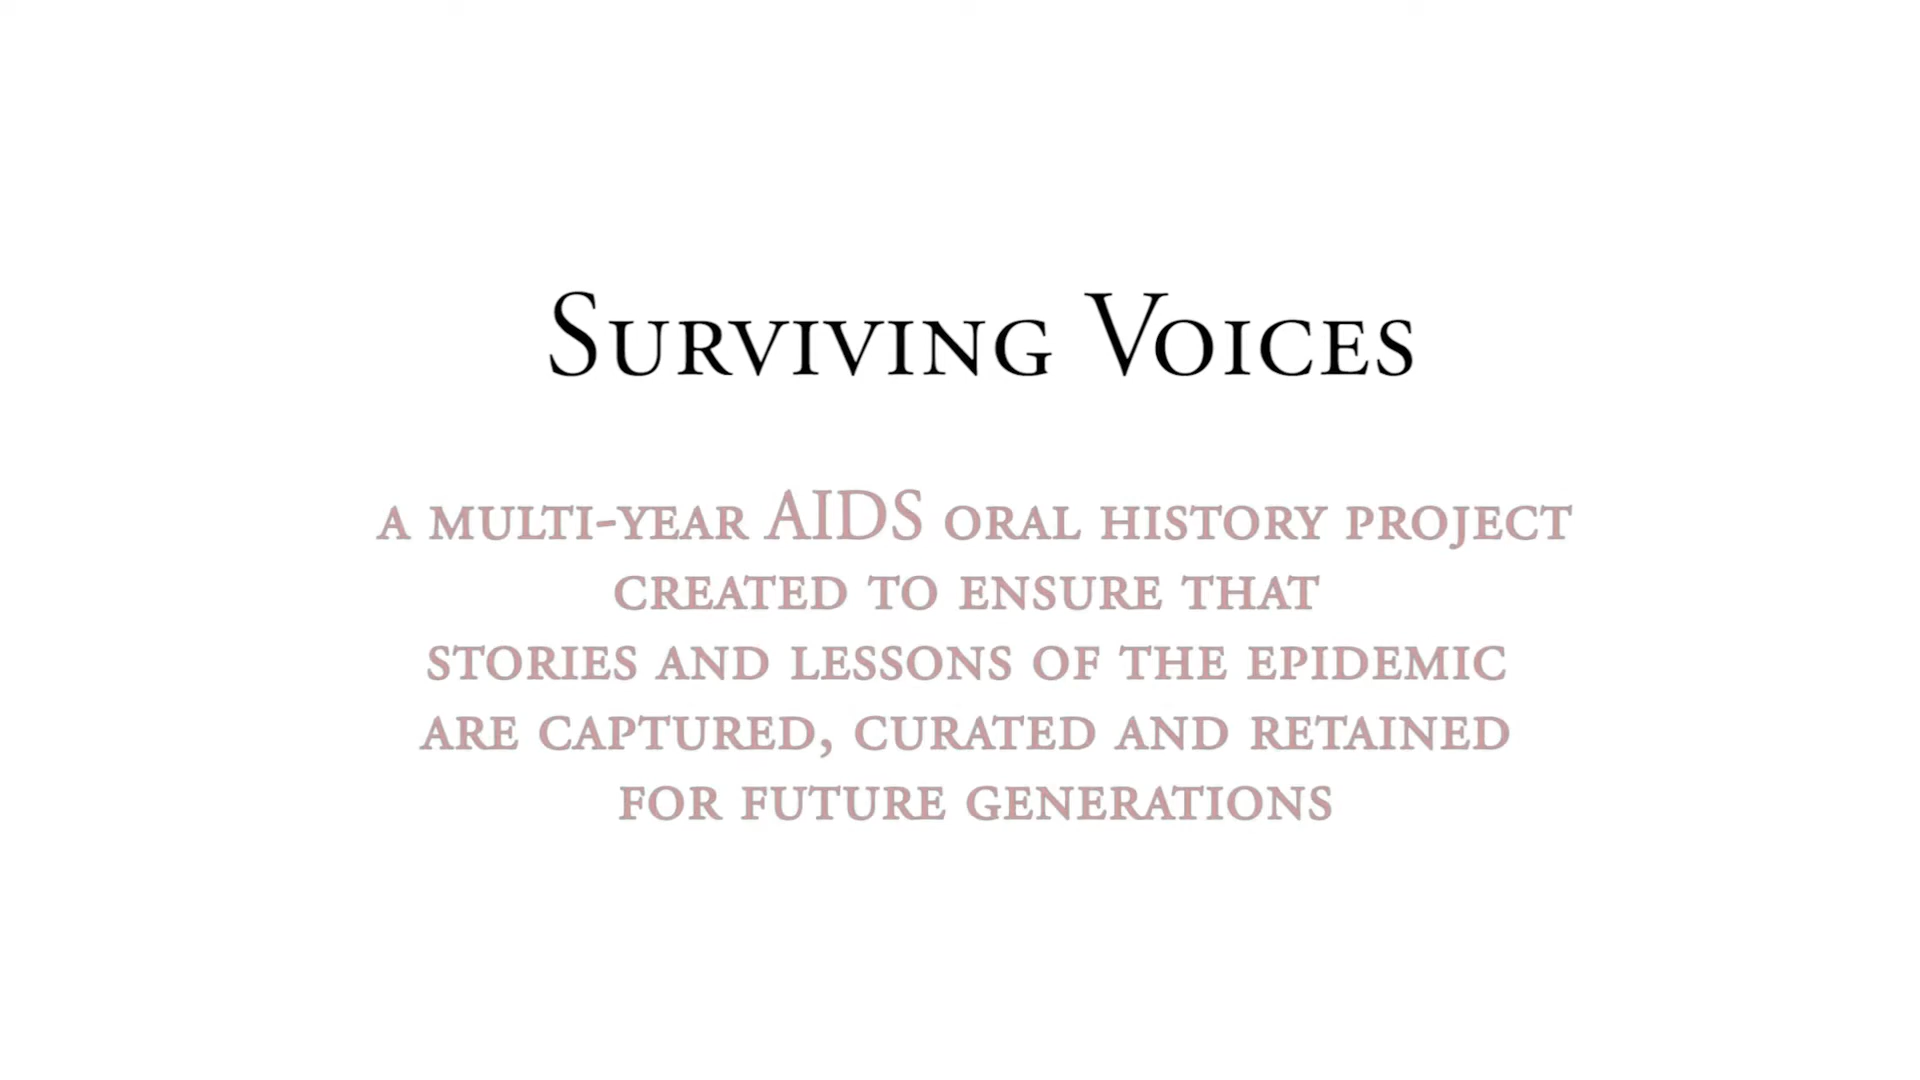 Surviving Voices
a multi-year AIDS oral history project
created to ensure that
stories and lessons of the epidemic
are captured, curated and retained
for future generations